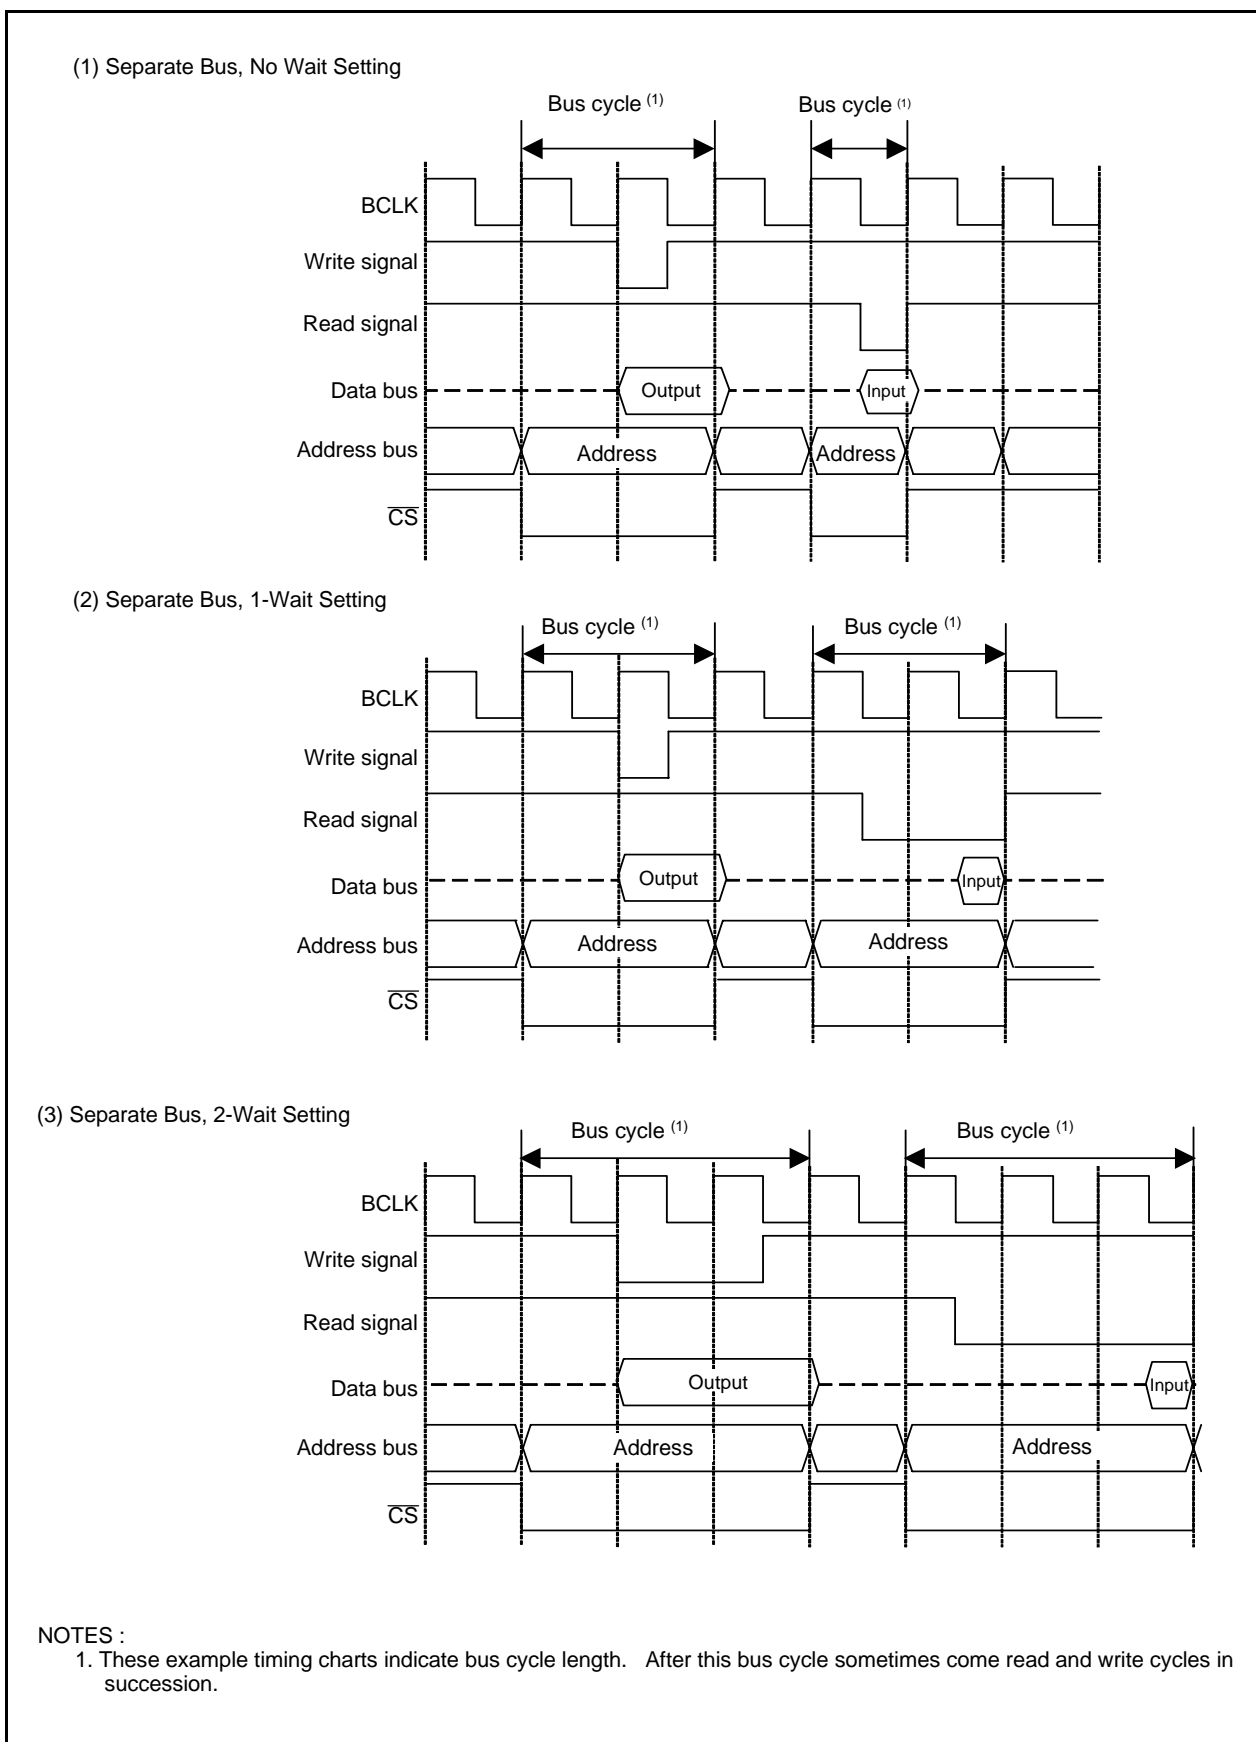 (1) Separate Bus, No Wait Setting
Bus cycle (1)
Bus cycle (1)
BCLK
Write signal
Read signal
Data bus
Output
Input
Address bus
Address
Address
CS
(2) Separate Bus, 1-Wait Setting
Bus cycle (1)
Bus cycle (1)
BCLK
Write signal
Read signal
Data bus
Output
Input
Address bus
Address
Address
CS
(3) Separate Bus, 2-Wait Setting
Bus cycle (1)
Bus cycle (1)
BCLK
Write signal
Read signal
Data bus
Output
Input
Address bus
Address
Address
CS
NOTES :
1. These example timing charts indicate bus cycle length. After this bus cycle sometimes come read and write cycles in
succession.